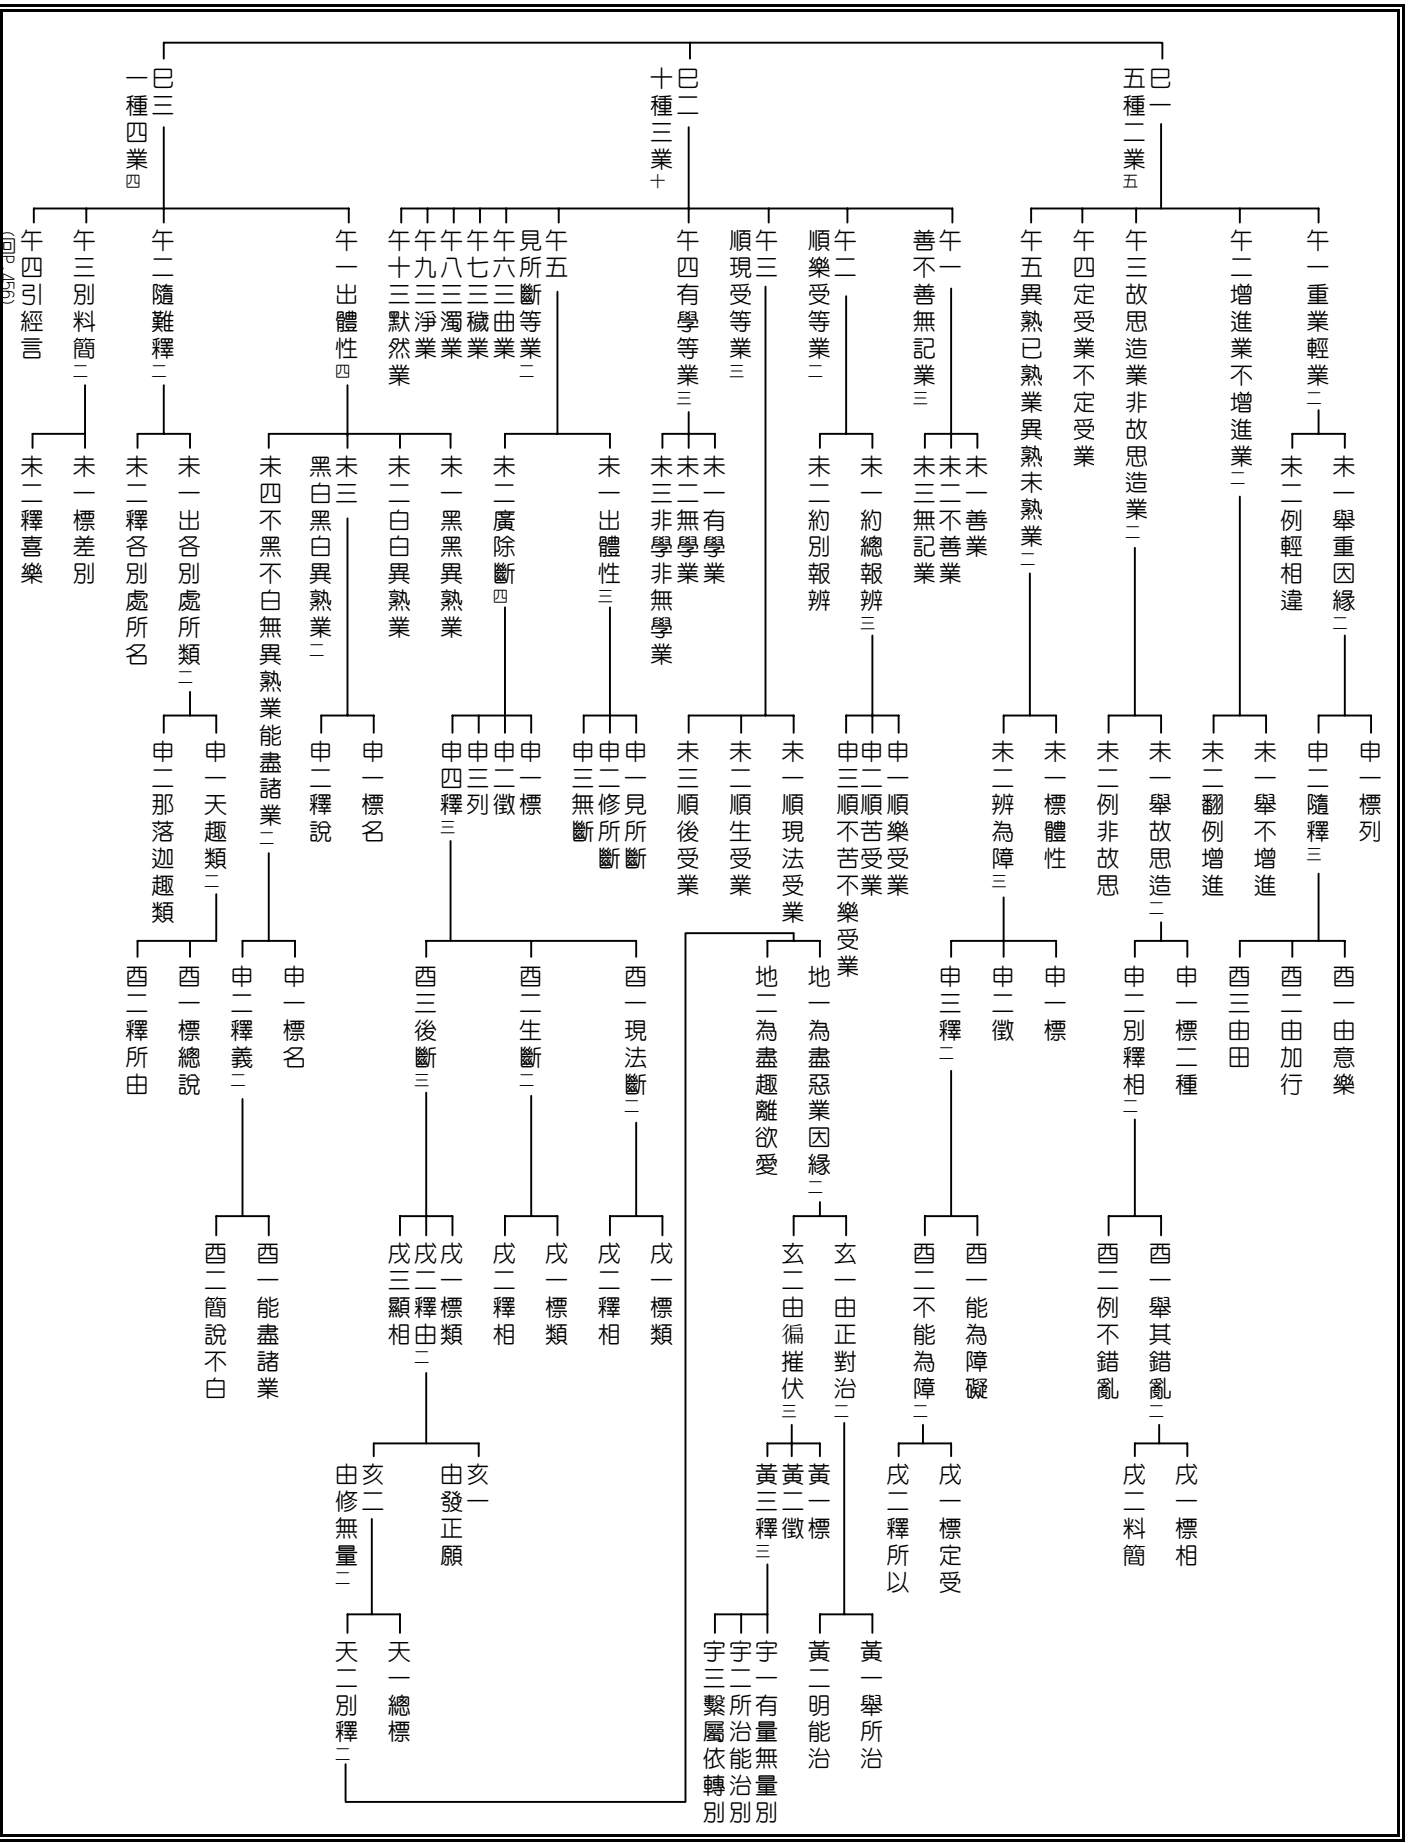 巳一
五種二業五
巳二
十種三業十
巳三
一種四業四
午一重業輕業二
午二增進業不增進業二
午三故思造業非故思造業二
午四定受業不定受業
午五異熟已熟業異熟未熟業二
午一
善不善無記業三
午二
順樂受等業二
午三
順現受等業三
午四有學等業三
午五
見所斷等業二
午六三曲業
午七三穢業
午八三濁業
午九三淨業
午十三默然業
午一出體性四
午二隨難釋二
午三別料簡二
午四引經言
(回P.456)
未一舉重因緣二
未二例輕相違
未一善業
未二不善業
未三無記業
未一約總報辨三
未二約別報辨
未一有學業
未二無學業
未三非學非無學業
未一出體性三
未二廣除斷四
未一黑黑異熟業
未二白白異熟業
未三
黑白黑白異熟業二
未四不黑不白無異熟業能盡諸業二
未一出各別處所類二
未二釋各別處所名
未一標差別
未二釋喜樂
申一標列
申二隨釋三
未一舉不增進
未二翻例增進
未一舉故思造二
未二例非故思
未一標體性
未二辨為障三
申一順樂受業
申二順苦受業
申三順不苦不樂受業
未一順現法受業
未二順生受業
未三順後受業
申一見所斷
申二修所斷
申三無斷
申一標
申二徵
申三列
申四釋三
申一標名
申二釋說
申一天趣類二
申二那落迦趣類
酉一由意樂
酉二由加行
酉三由田
申一標二種
申二別釋相二
申一標
申二徵
申三釋二
地一為盡惡業因緣二
地二為盡趣離欲愛
酉一現法斷二
酉二生斷二
酉三後斷三
申一標名
申二釋義二
酉一標總說
酉二釋所由
酉一舉其錯亂二
酉二例不錯亂
酉一能為障礙
酉二不能為障二
玄一由正對治二
玄二由徧摧伏三
戌一標類
戌二釋相
戌一標類
戌二釋相
戌一標類
戌二釋由二
戌三顯相
酉一能盡諸業
酉二簡說不白
戌一標相
戌二料簡
戌一標定受
戌二釋所以
黃一標
黃二徵
黃三釋三
亥一
由發正願
亥二
由修無量二
黃一舉所治
黃二明能治
宇一有量無量別
宇二所治能治別
宇三繫屬依轉別
天一總標
天二別釋二